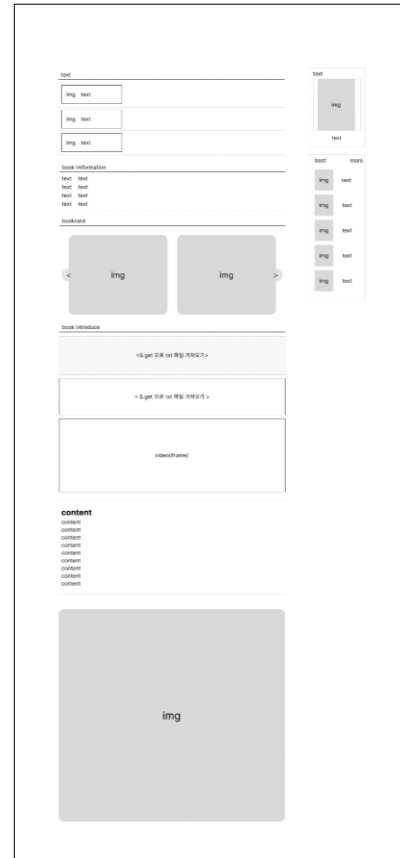 text
img text
img text
img text
book imformation
text text
text text
text text
text text
bookcard
<
img
img
>
book introduce
<$.get 으로 txt 파일 가져오기>
< $.get 으로 txt 파일 가져오기 >
video(iframe)
content
content
content
content
content
content
content
content
content
content
img
text
img
text
best more
img text
img text
img text
img text
img text